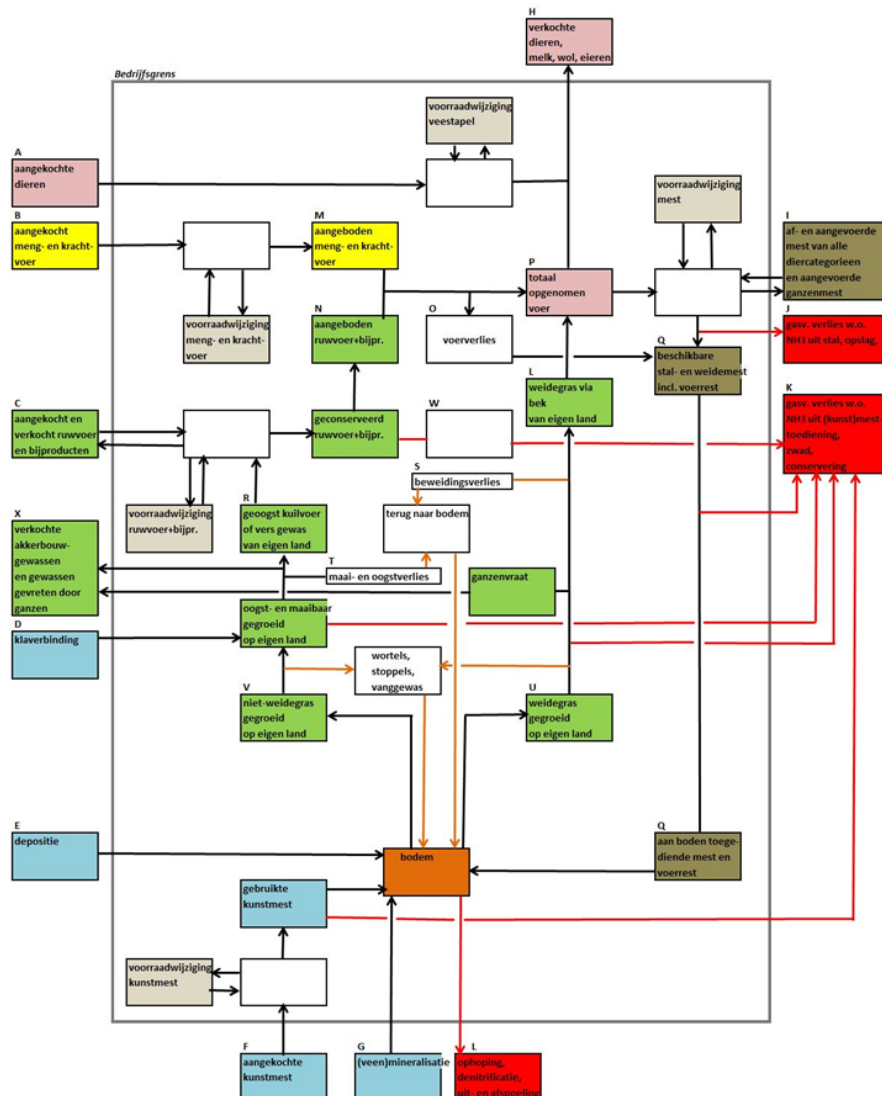 H
verkochte
dieren,
melk, wol, eieren
Bedrijfsgrens
voorraadwijziging
veestapel
A
aangekochte
dieren
voorraadwijziging
mest
B
aangekocht
meng- en kracht-
voer
M
aangeboden
meng- en kracht-
voer
I
af- en aangevoerde
mest van alle
diercategorieen
en aangevoerde
ganzenmest
P
totaal
opgenomen
voer
voorraadwijziging
meng- en kracht-
voer
N
aangeboden
ruwvoer+bijpr.
O
voerverlies
J
gasv. verlies w.o.
NH3 uit stal, opslag.
Q
beschikbare
stal- en weidemest
incl. voerrest
L
weidegras via
bek
van eigen land
K
gasv. verlies w.o.
NH3 uit (kunst)mest-
toediening,
zwad,
conservering
C
aangekocht en
verkocht ruwvoer
en bijproducten
geconserveerd
ruwvoer+bijpr.
W
S
beweidingsverlies
voorraadwijziging
ruwvoer+bijpr.
R
geoogst kuilvoer
of vers gewas
van eigen land
terug naar bodem
X
verkochte
akkerbouw-
gewassen
en gewassen
gevreten door
ganzen
T
maai- en oogstverlies
ganzenvraat
oogst- en maaibaar
gegroeid
op eigen land
D
klaverbinding
wortels,
stoppels,
vanggewas
V
niet-weidegras
gegroeid
op eigen land
U
weidegras
gegroeid
op eigen land
E
depositie
bodem
Q
aan boden toege-
diende mest en
voerrest
gebruikte
kunstmest
voorraadwijziging
kunstmest
F
aangekochte
kunstmest
G
(veen)mineralisatie
L
ophoping,
denitrificatie,
uit- en afspoeling